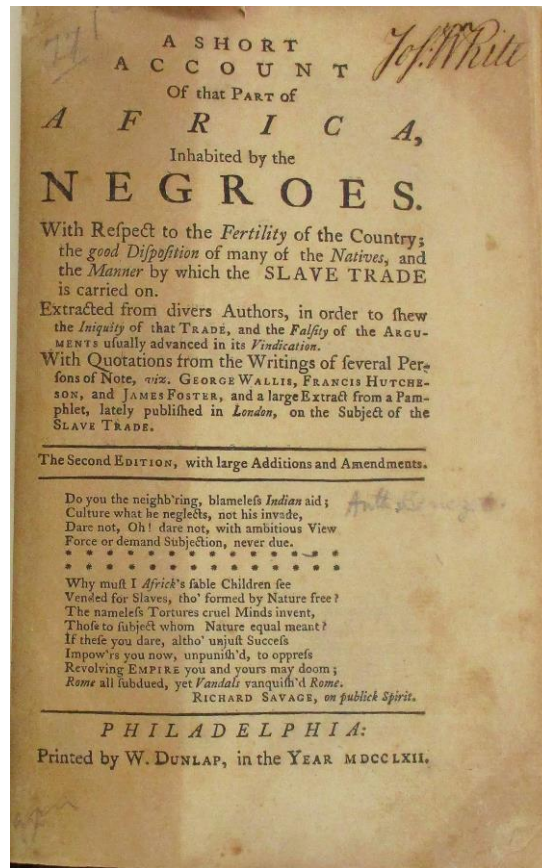 Jos. White
A SHORT
ACCOUNT
Of that PART of
AFRICA,
Inhabited by the
NEGROES.
With Reſpect to the Fertility of the Country;
the good Diſpoſition of many of the Natives, and
the Manner by which the SLAVE TRADE
is carried on.
Extracted from divers Authors, in order to ſhew
the Iniquity of that TRADE, and the Falſity of the ARGU-
MENTS uſually advanced in its Vindication.
With Quotations from the Writings of ſeveral Per-
ſons of Note, viz. GEORGE WALLIS, FRANCIS HUTCHE-
SON, and JAMES FOSTER, and a large Extract from a Pam-
phlet, lately publiſhed in London, on the Subject of the
SLAVE TRADE.
The Second EDITION, with large Additions and Amendments.
Do you the neighb'ring, blameleſs Indian aid;
Culture what he neglects, not his invade,
Dare not, Oh! dare not, with ambitious View
Force or demand Subjection, never due.
* * * * * * * * * * * * * *
* * * * * * * * * * * * * *
Why muſt I Africk's ſable Children ſee
Vended for Slaves, tho' formed by Nature free?
The nameleſs Tortures cruel Minds invent,
Thoſe to ſubject whom Nature equal meant?
If theſe you dare, altho' unjuſt Succeſs
Impow'rs you now, unpuniſh'd, to oppreſs
Revolving EMPIRE you and yours may doom;
Rome all ſubdued, yet Vandals vanquiſh'd Rome.
RICHARD SAVAGE, on publick Spirit.
PHILADELPHIA:
Printed by W. DUNLAP, in the YEAR MDCCLXII.